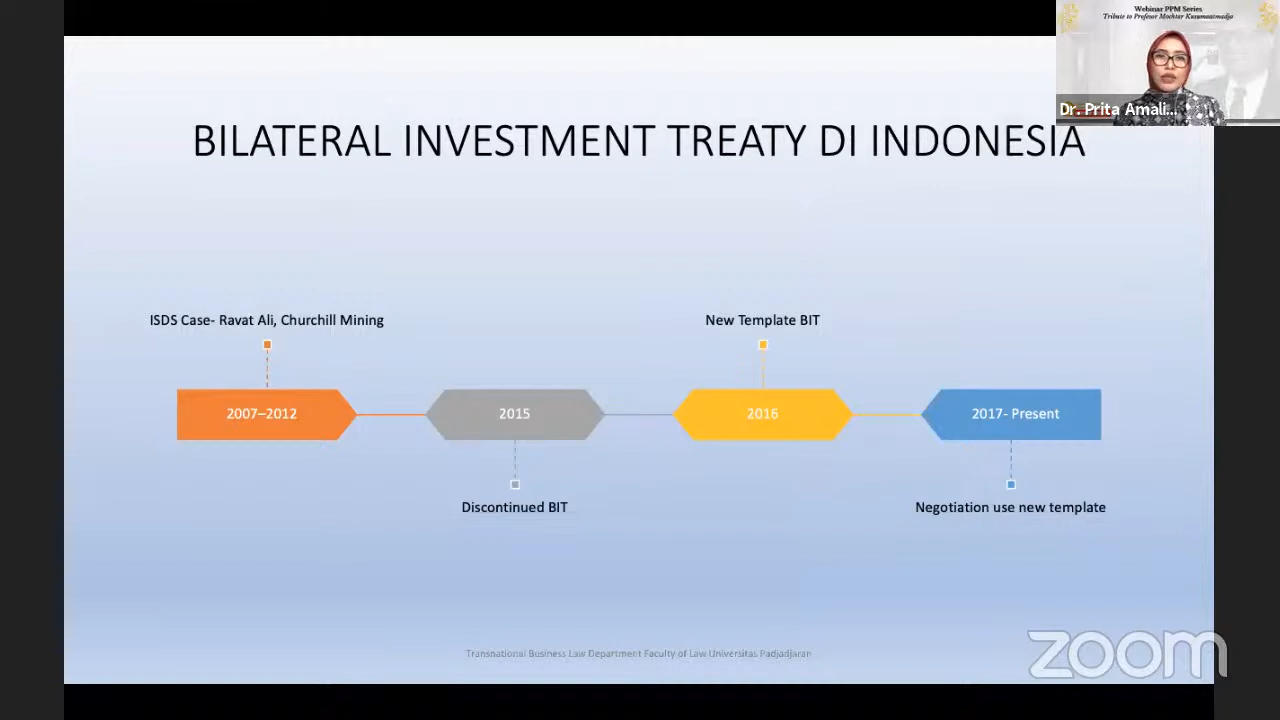 Webinar PPM Series
Tribute to Profesor Mochtar Kusumaatmadja
Dr. Prita Amali...
BILATERAL INVESTMENT TREATY DI INDONESIA
ISDS Case- Ravat Ali, Churchill Mining
New Template BIT
2007–2012
2015
2016
2017- Present
Discontinued BIT
Negotiation use new template
Transnational Business Law Department Faculty of Law Universitas Padjadjaran
zoom